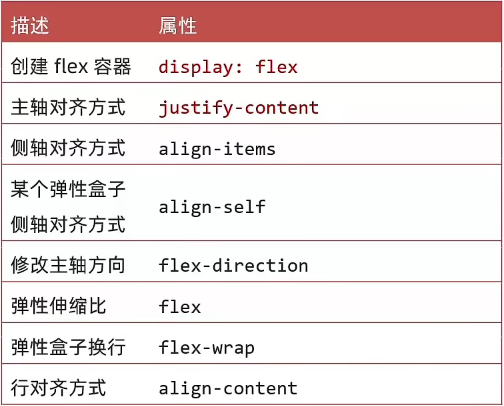 描述 属性
创建 flex 容器 display: flex
主轴对齐方式 justify-content
侧轴对齐方式 align-items
某个弹性盒子
侧轴对齐方式 align-self
修改主轴方向 flex-direction
弹性伸缩比 flex
弹性盒子换行 flex-wrap
行对齐方式 align-content